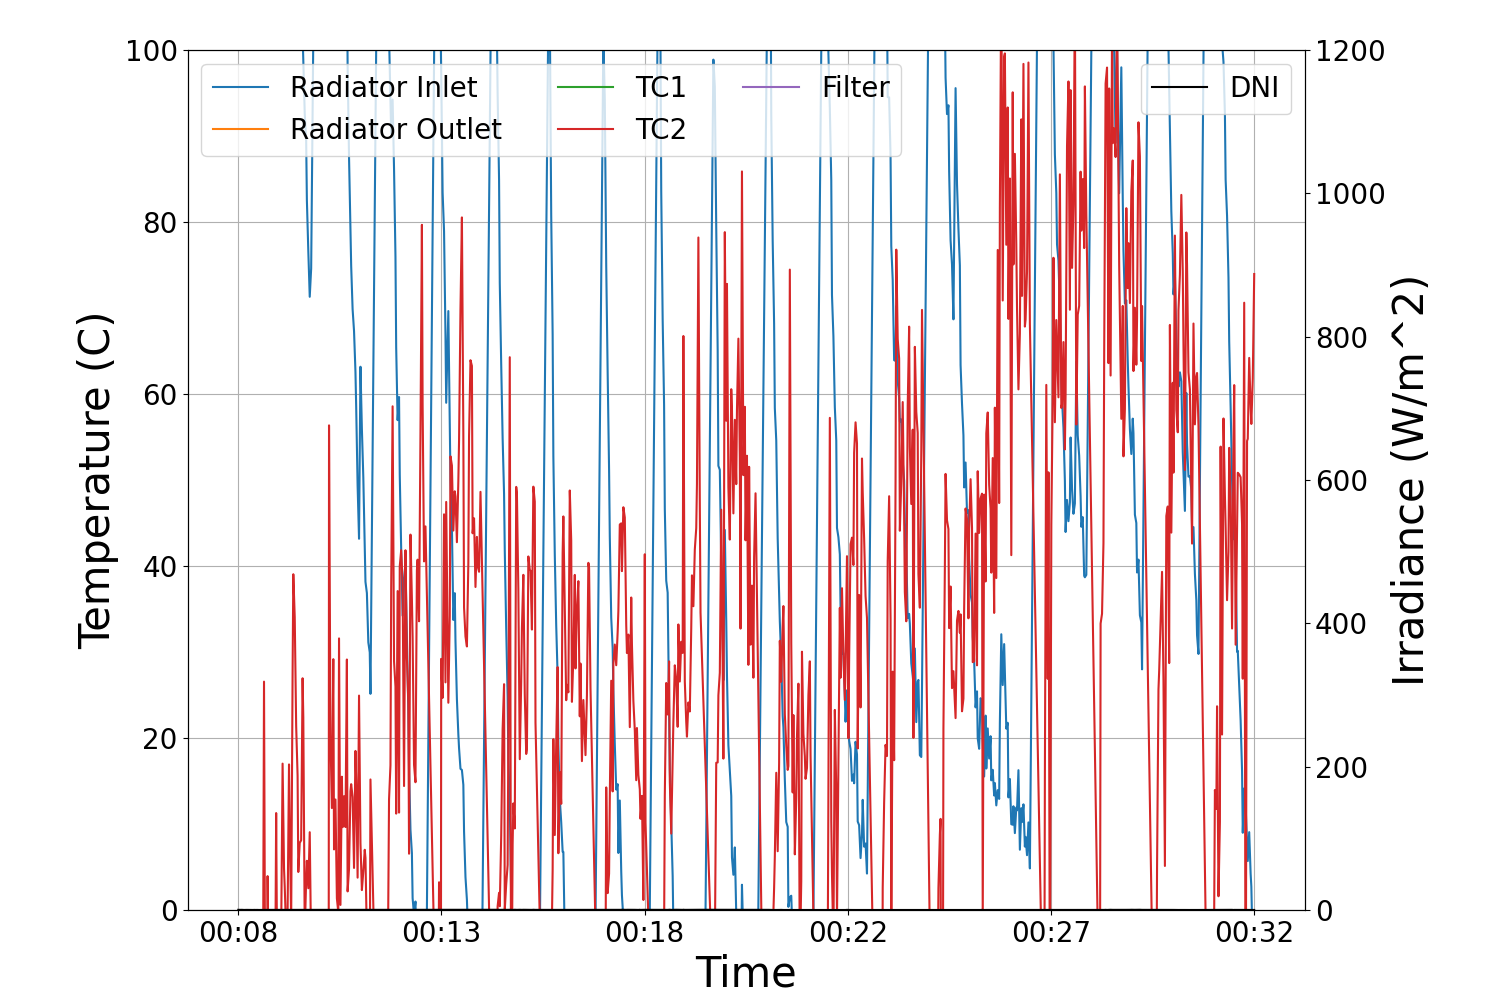 100
80
60
40
20
0
Temperature (C)
Radiator Inlet
Radiator Outlet
TC1
TC2
Filter
DNI
1200
1000
800
600
400
200
0
Irradiance (W/m^2)
00:08 00:13 00:18 00:22 00:27 00:32
Time